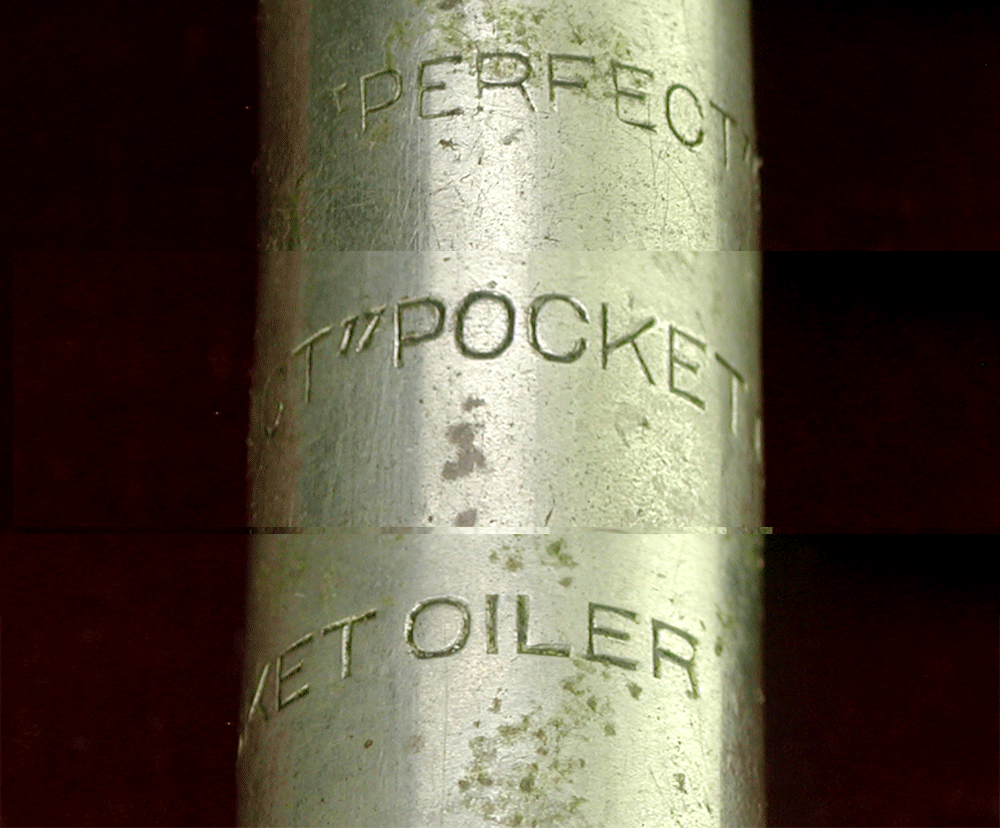 "PERFECT"
CT" POCKET
KET OILER